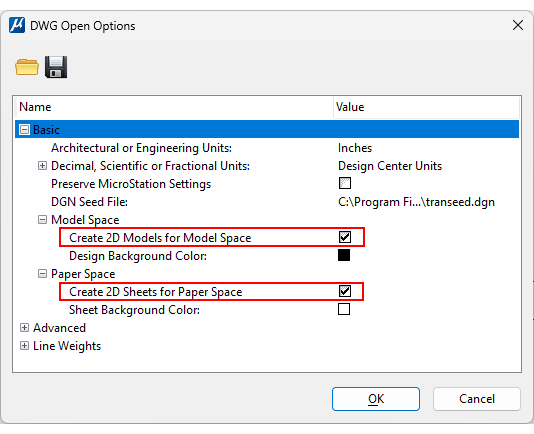 DWG Open Options
Name Value
Basic
Architectural or Engineering Units: Inches
Decimal, Scientific or Fractional Units: Design Center Units
Preserve MicroStation Settings
DGN Seed File: C:\Program Fi...\transeed.dgn
Model Space
Create 2D Models for Model Space
Design Background Color:
Paper Space
Create 2D Sheets for Paper Space
Sheet Background Color:
Advanced
Line Weights
OK Cancel